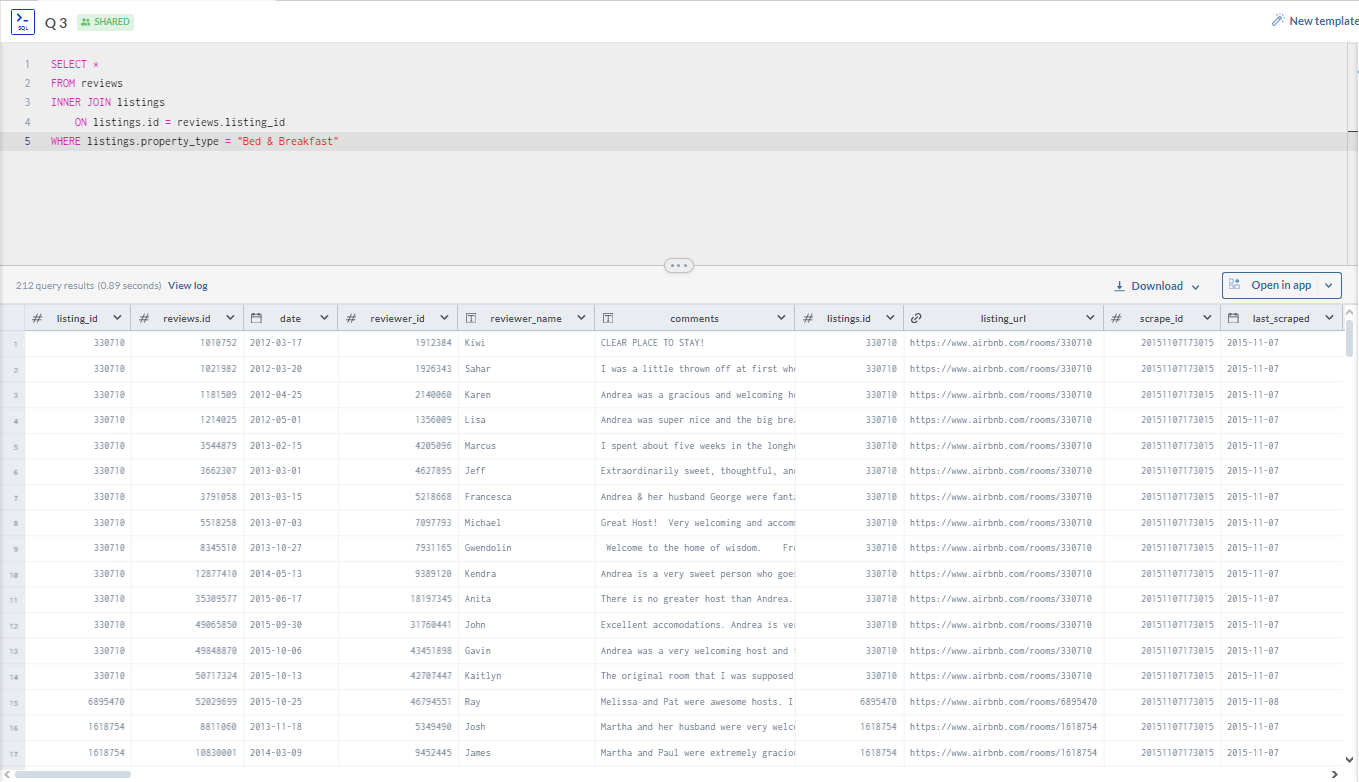 SQL
Q 3
SHARED
New template
1 SELECT *
2 FROM reviews
3 INNER JOIN listings
4 ON listings.id = reviews.listing_id
5 WHERE listings.property_type = "Bed & Breakfast"
212 query results (0.89 seconds) View log
Download
Open in app
# listing_id # reviews.id date # reviewer_id T reviewer_name T comments # listings.id listing_url # scrape_id last_scraped
1 330710 1010752 2012-03-17 1912384 Kiwi CLEAR PLACE TO STAY! 330710 https://www.airbnb.com/rooms/330710 20151107173015 2015-11-07
2 330710 1021982 2012-03-20 1926343 Sahar I was a little thrown off at first wh 330710 https://www.airbnb.com/rooms/330710 20151107173015 2015-11-07
3 330710 1181509 2012-04-25 2140060 Karen Andrea was a gracious and welcoming h 330710 https://www.airbnb.com/rooms/330710 20151107173015 2015-11-07
4 330710 1214025 2012-05-01 1356009 Lisa Andrea was super nice and the big bre 330710 https://www.airbnb.com/rooms/330710 20151107173015 2015-11-07
5 330710 3544879 2013-02-15 4205096 Marcus I spent about five weeks in the longh 330710 https://www.airbnb.com/rooms/330710 20151107173015 2015-11-07
6 330710 3662307 2013-03-01 4627895 Jeff Extraordinarily sweet, thoughtful, an 330710 https://www.airbnb.com/rooms/330710 20151107173015 2015-11-07
7 330710 3791058 2013-03-15 5218668 Francesca Andrea & her husband George were fant 330710 https://www.airbnb.com/rooms/330710 20151107173015 2015-11-07
8 330710 5518258 2013-07-03 7097793 Michael Great Host! Very welcoming and accom 330710 https://www.airbnb.com/rooms/330710 20151107173015 2015-11-07
9 330710 8345510 2013-10-27 7931165 Gwendolin Welcome to the home of wisdom. Fr 330710 https://www.airbnb.com/rooms/330710 20151107173015 2015-11-07
10 330710 12877410 2014-05-13 9389120 Kendra Andrea is a very sweet person who goe 330710 https://www.airbnb.com/rooms/330710 20151107173015 2015-11-07
11 330710 35309577 2015-06-17 18197345 Anita There is no greater host than Andrea. 330710 https://www.airbnb.com/rooms/330710 20151107173015 2015-11-07
12 330710 49065850 2015-09-30 31760441 John Excellent accomodations. Andrea is ve 330710 https://www.airbnb.com/rooms/330710 20151107173015 2015-11-07
13 330710 49848870 2015-10-06 43451898 Gavin Andrea was a very welcoming host and 330710 https://www.airbnb.com/rooms/330710 20151107173015 2015-11-07
14 330710 50717324 2015-10-13 42707447 Kaitlyn The original room that I was supposed 330710 https://www.airbnb.com/rooms/330710 20151107173015 2015-11-07
15 6895470 52029699 2015-10-25 46794551 Ray Melissa and Pat were awesome hosts. I 6895470 https://www.airbnb.com/rooms/6895470 20151107173015 2015-11-08
16 1618754 8811060 2013-11-18 5349490 Josh Martha and her husband were very welc 1618754 https://www.airbnb.com/rooms/1618754 20151107173015 2015-11-07
17 1618754 10830001 2014-03-09 9452445 James Martha and Paul were extremely gracio 1618754 https://www.airbnb.com/rooms/1618754 20151107173015 2015-11-07